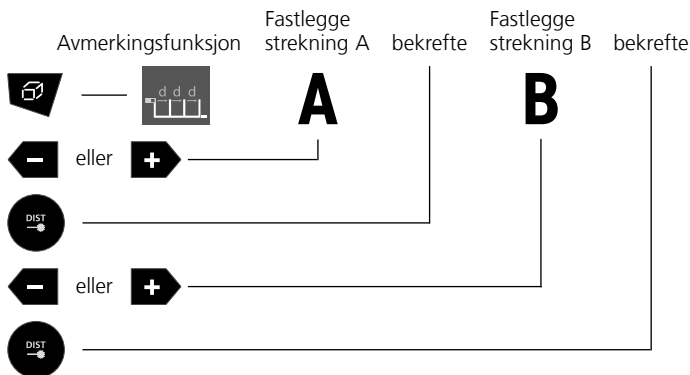 Avmerkingsfunksjon
Fastlegge
strekning A
bekrefte
Fastlegge
strekning B
bekrefte
d d d
A
B
− eller +
DIST
− eller +
DIST